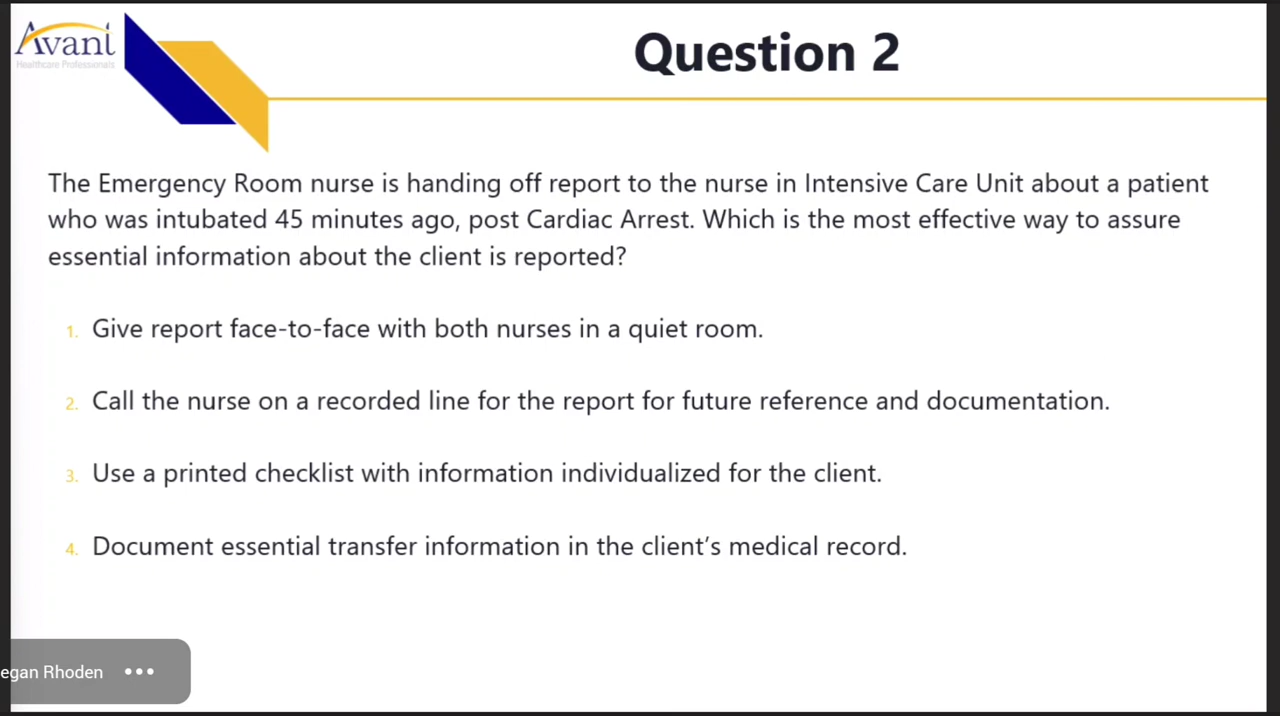 Avant
Healthcare Professionals
Question 2
The Emergency Room nurse is handing off report to the nurse in Intensive Care Unit about a patient
who was intubated 45 minutes ago, post Cardiac Arrest. Which is the most effective way to assure
essential information about the client is reported?
1. Give report face-to-face with both nurses in a quiet room.
2. Call the nurse on a recorded line for the report for future reference and documentation.
3. Use a printed checklist with information individualized for the client.
4. Document essential transfer information in the client’s medical record.
egan Rhoden •••